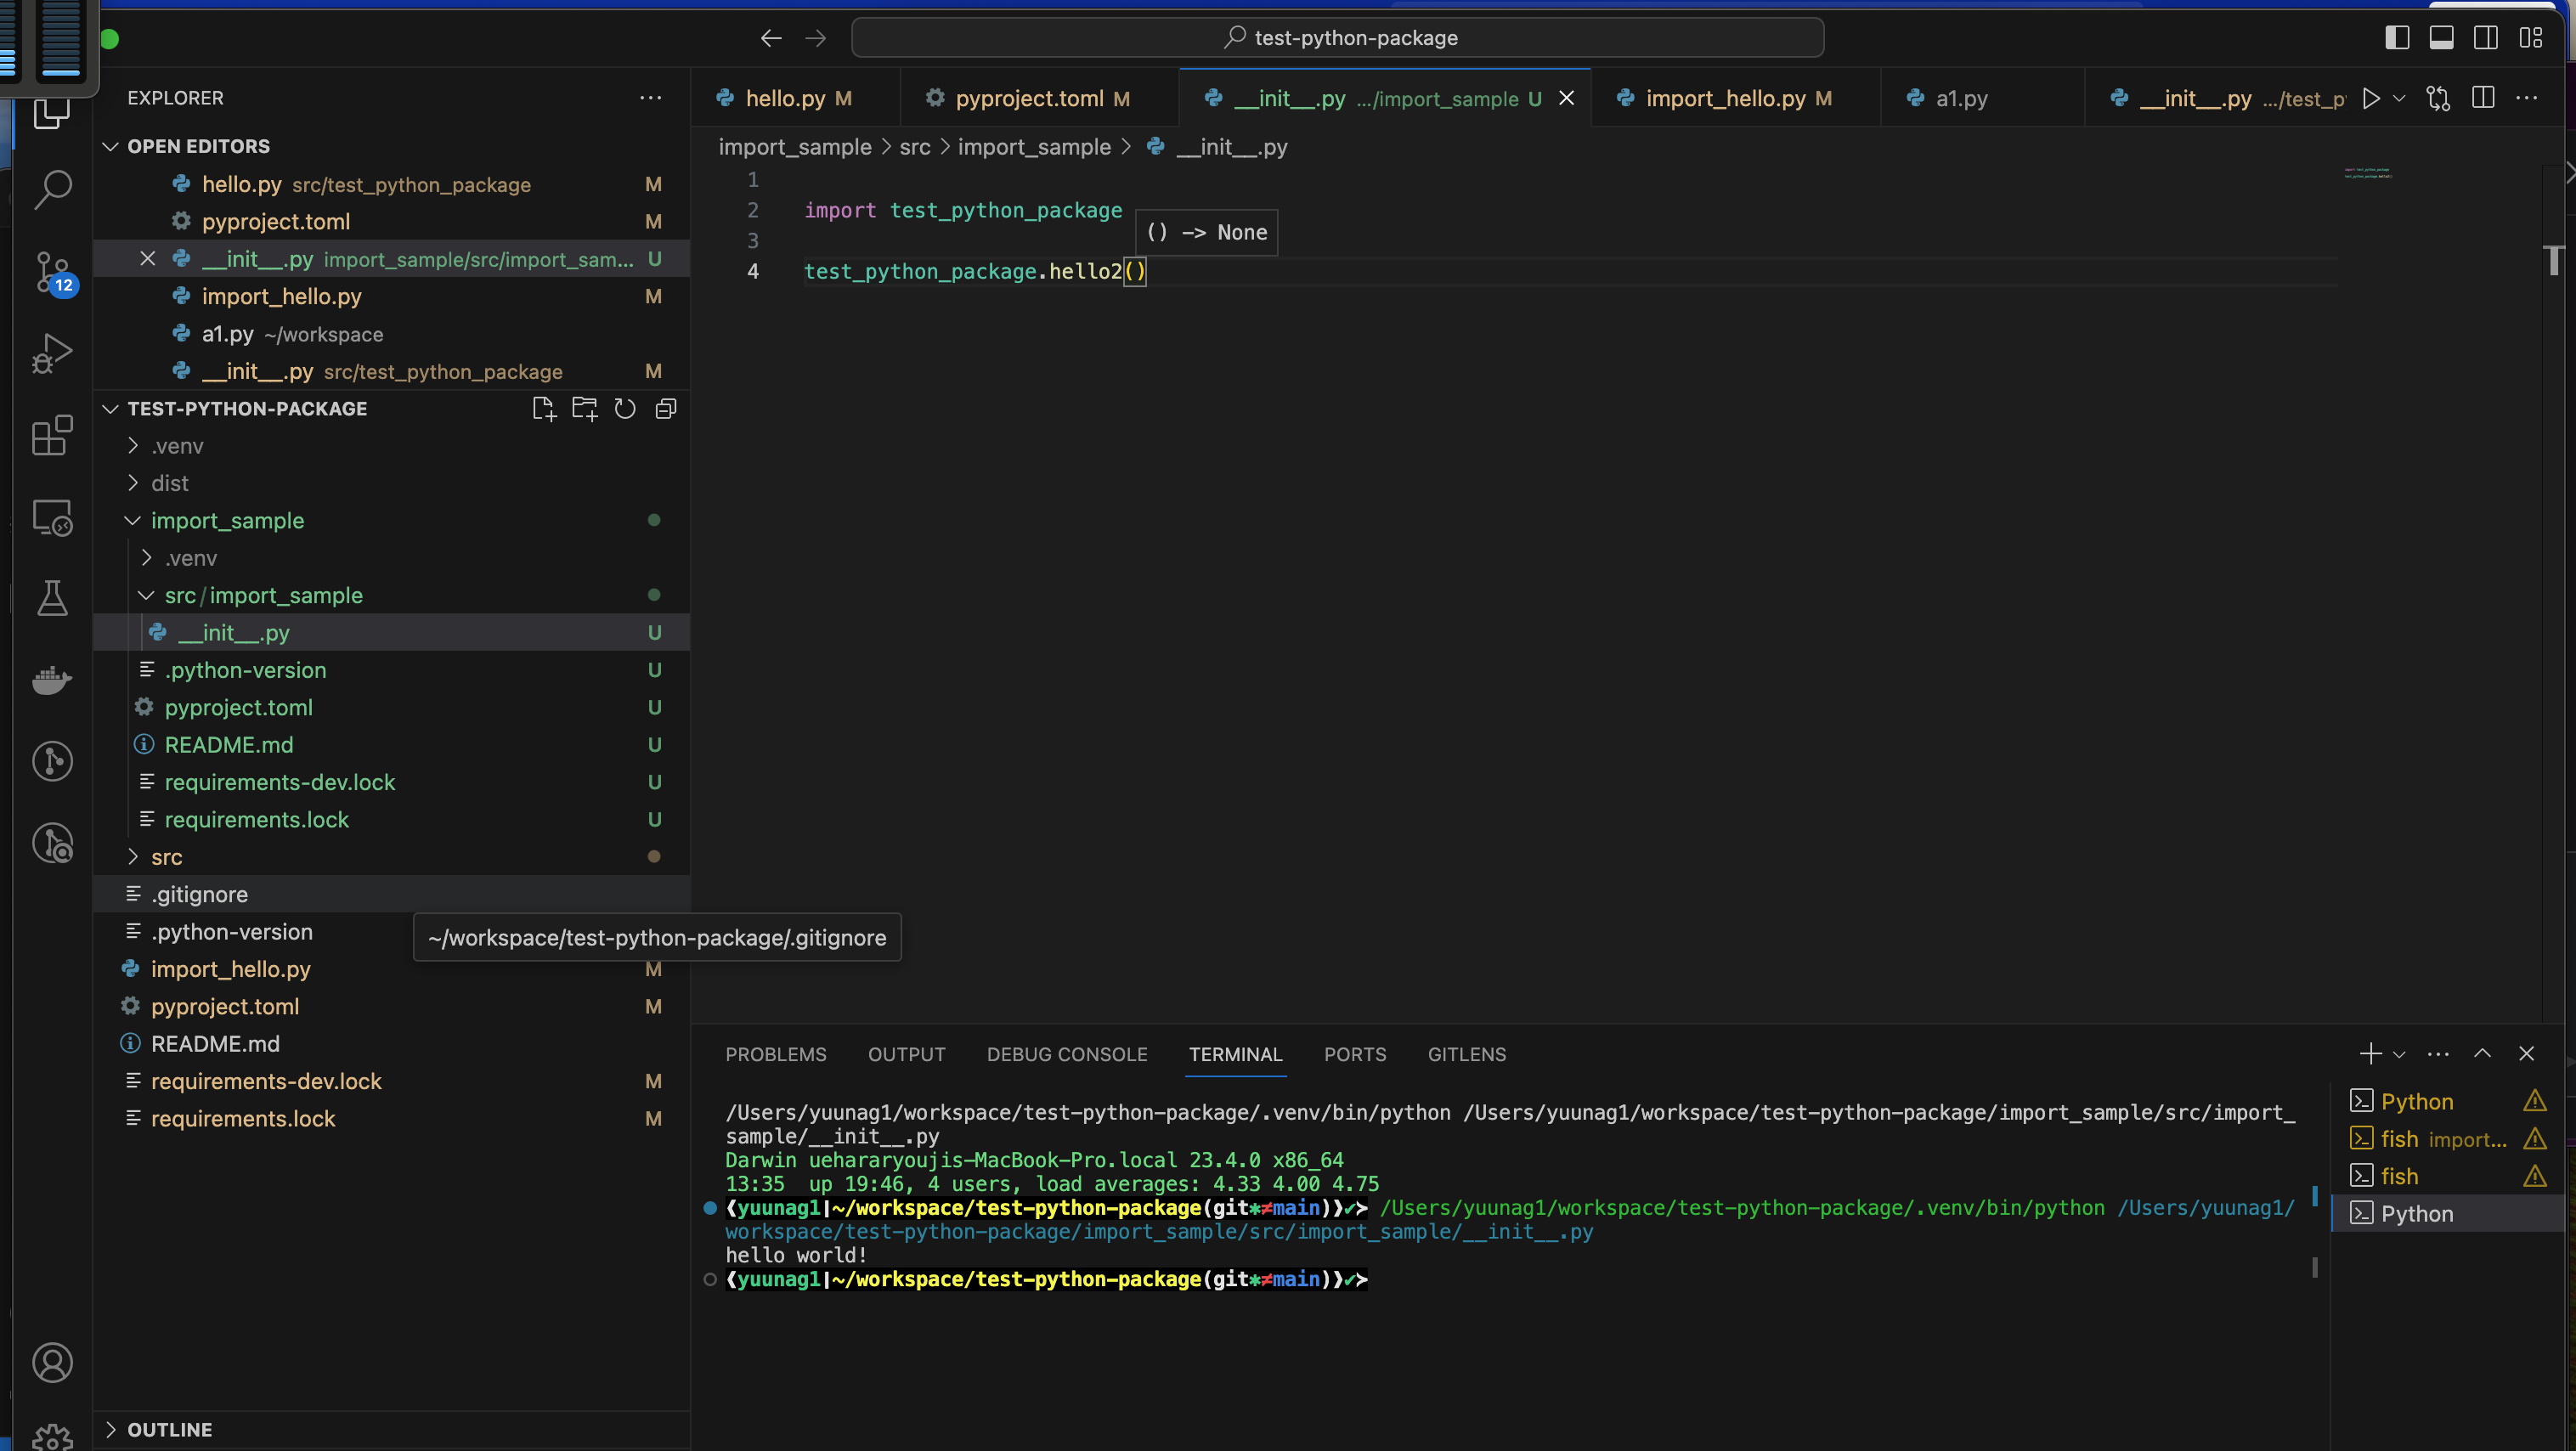 test-python-package
EXPLORER
OPEN EDITORS
hello.py src/test_python_package M
pyproject.toml M
__init__.py import_sample/src/import_sam... U
import_hello.py M
a1.py ~/workspace
__init__.py src/test_python_package M
12
TEST-PYTHON-PACKAGE
.venv
dist
import_sample
.venv
src/import_sample
__init__.py U
.python-version U
pyproject.toml U
README.md U
requirements-dev.lock U
requirements.lock U
src
.gitignore
~/workspace/test-python-package/.gitignore
.python-version
import_hello.py M
pyproject.toml M
README.md
requirements-dev.lock M
requirements.lock M
OUTLINE
hello.py M
pyproject.toml M
__init__.py .../import_sample U
import_hello.py M
a1.py
__init__.py .../test_py
import_sample > src > import_sample > __init__.py
1
2 import test_python_package
3
() -> None
4 test_python_package.hello2()
PROBLEMS OUTPUT DEBUG CONSOLE TERMINAL PORTS GITLENS
/Users/yuunag1/workspace/test-python-package/.venv/bin/python /Users/yuunag1/workspace/test-python-package/import_sample/src/import_
sample/__init__.py
Darwin uehararyoujis-MacBook-Pro.local 23.4.0 x86_64
13:35  up 19:46, 4 users, load averages: 4.33 4.00 4.75
❰yuunag1|~/workspace/test-python-package(git✱≠main)❱✔➤ /Users/yuunag1/workspace/test-python-package/.venv/bin/python /Users/yuunag1/
workspace/test-python-package/import_sample/src/import_sample/__init__.py
hello world!
❰yuunag1|~/workspace/test-python-package(git✱≠main)❱✔➤
Python
fish import...
fish
Python